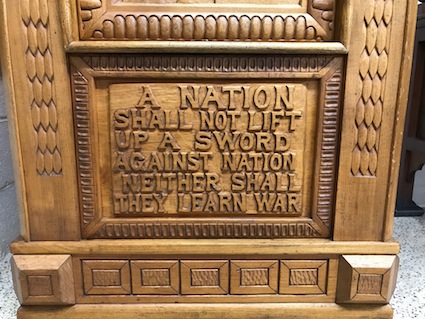 A NATION
SHALL NOT LIFT
UP A SWORD
AGAINST NATION
NEITHER SHALL
THEY LEARN WAR